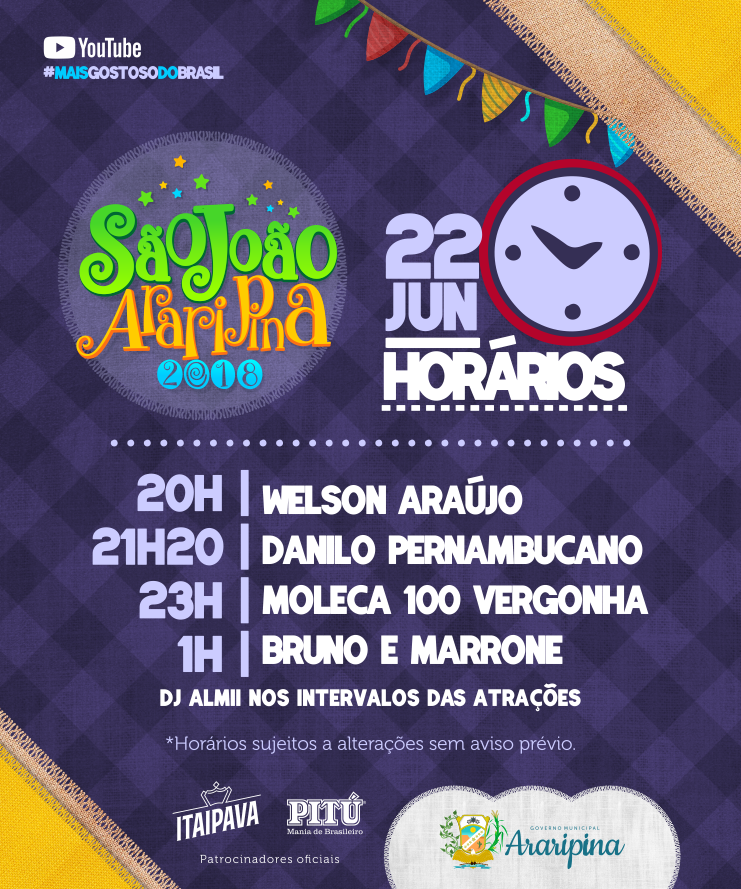 YouTube
#MAISGOSTOSODOBRASIL
SÃO JOÃO
ARARIPINA
2018
22
JUN
HORÁRIOS
20H | WELSON ARAÚJO
21H20 | DANILO PERNAMBUCANO
23H | MOLECA 100 VERGONHA
1H | BRUNO E MARRONE
DJ ALMII NOS INTERVALOS DAS ATRAÇÕES
*Horários sujeitos a alterações sem aviso prévio.
ITAIPAVA
PITÚ
Mania de Brasileiro
Patrocinadores oficiais
GOVERNO MUNICIPAL
Araripina